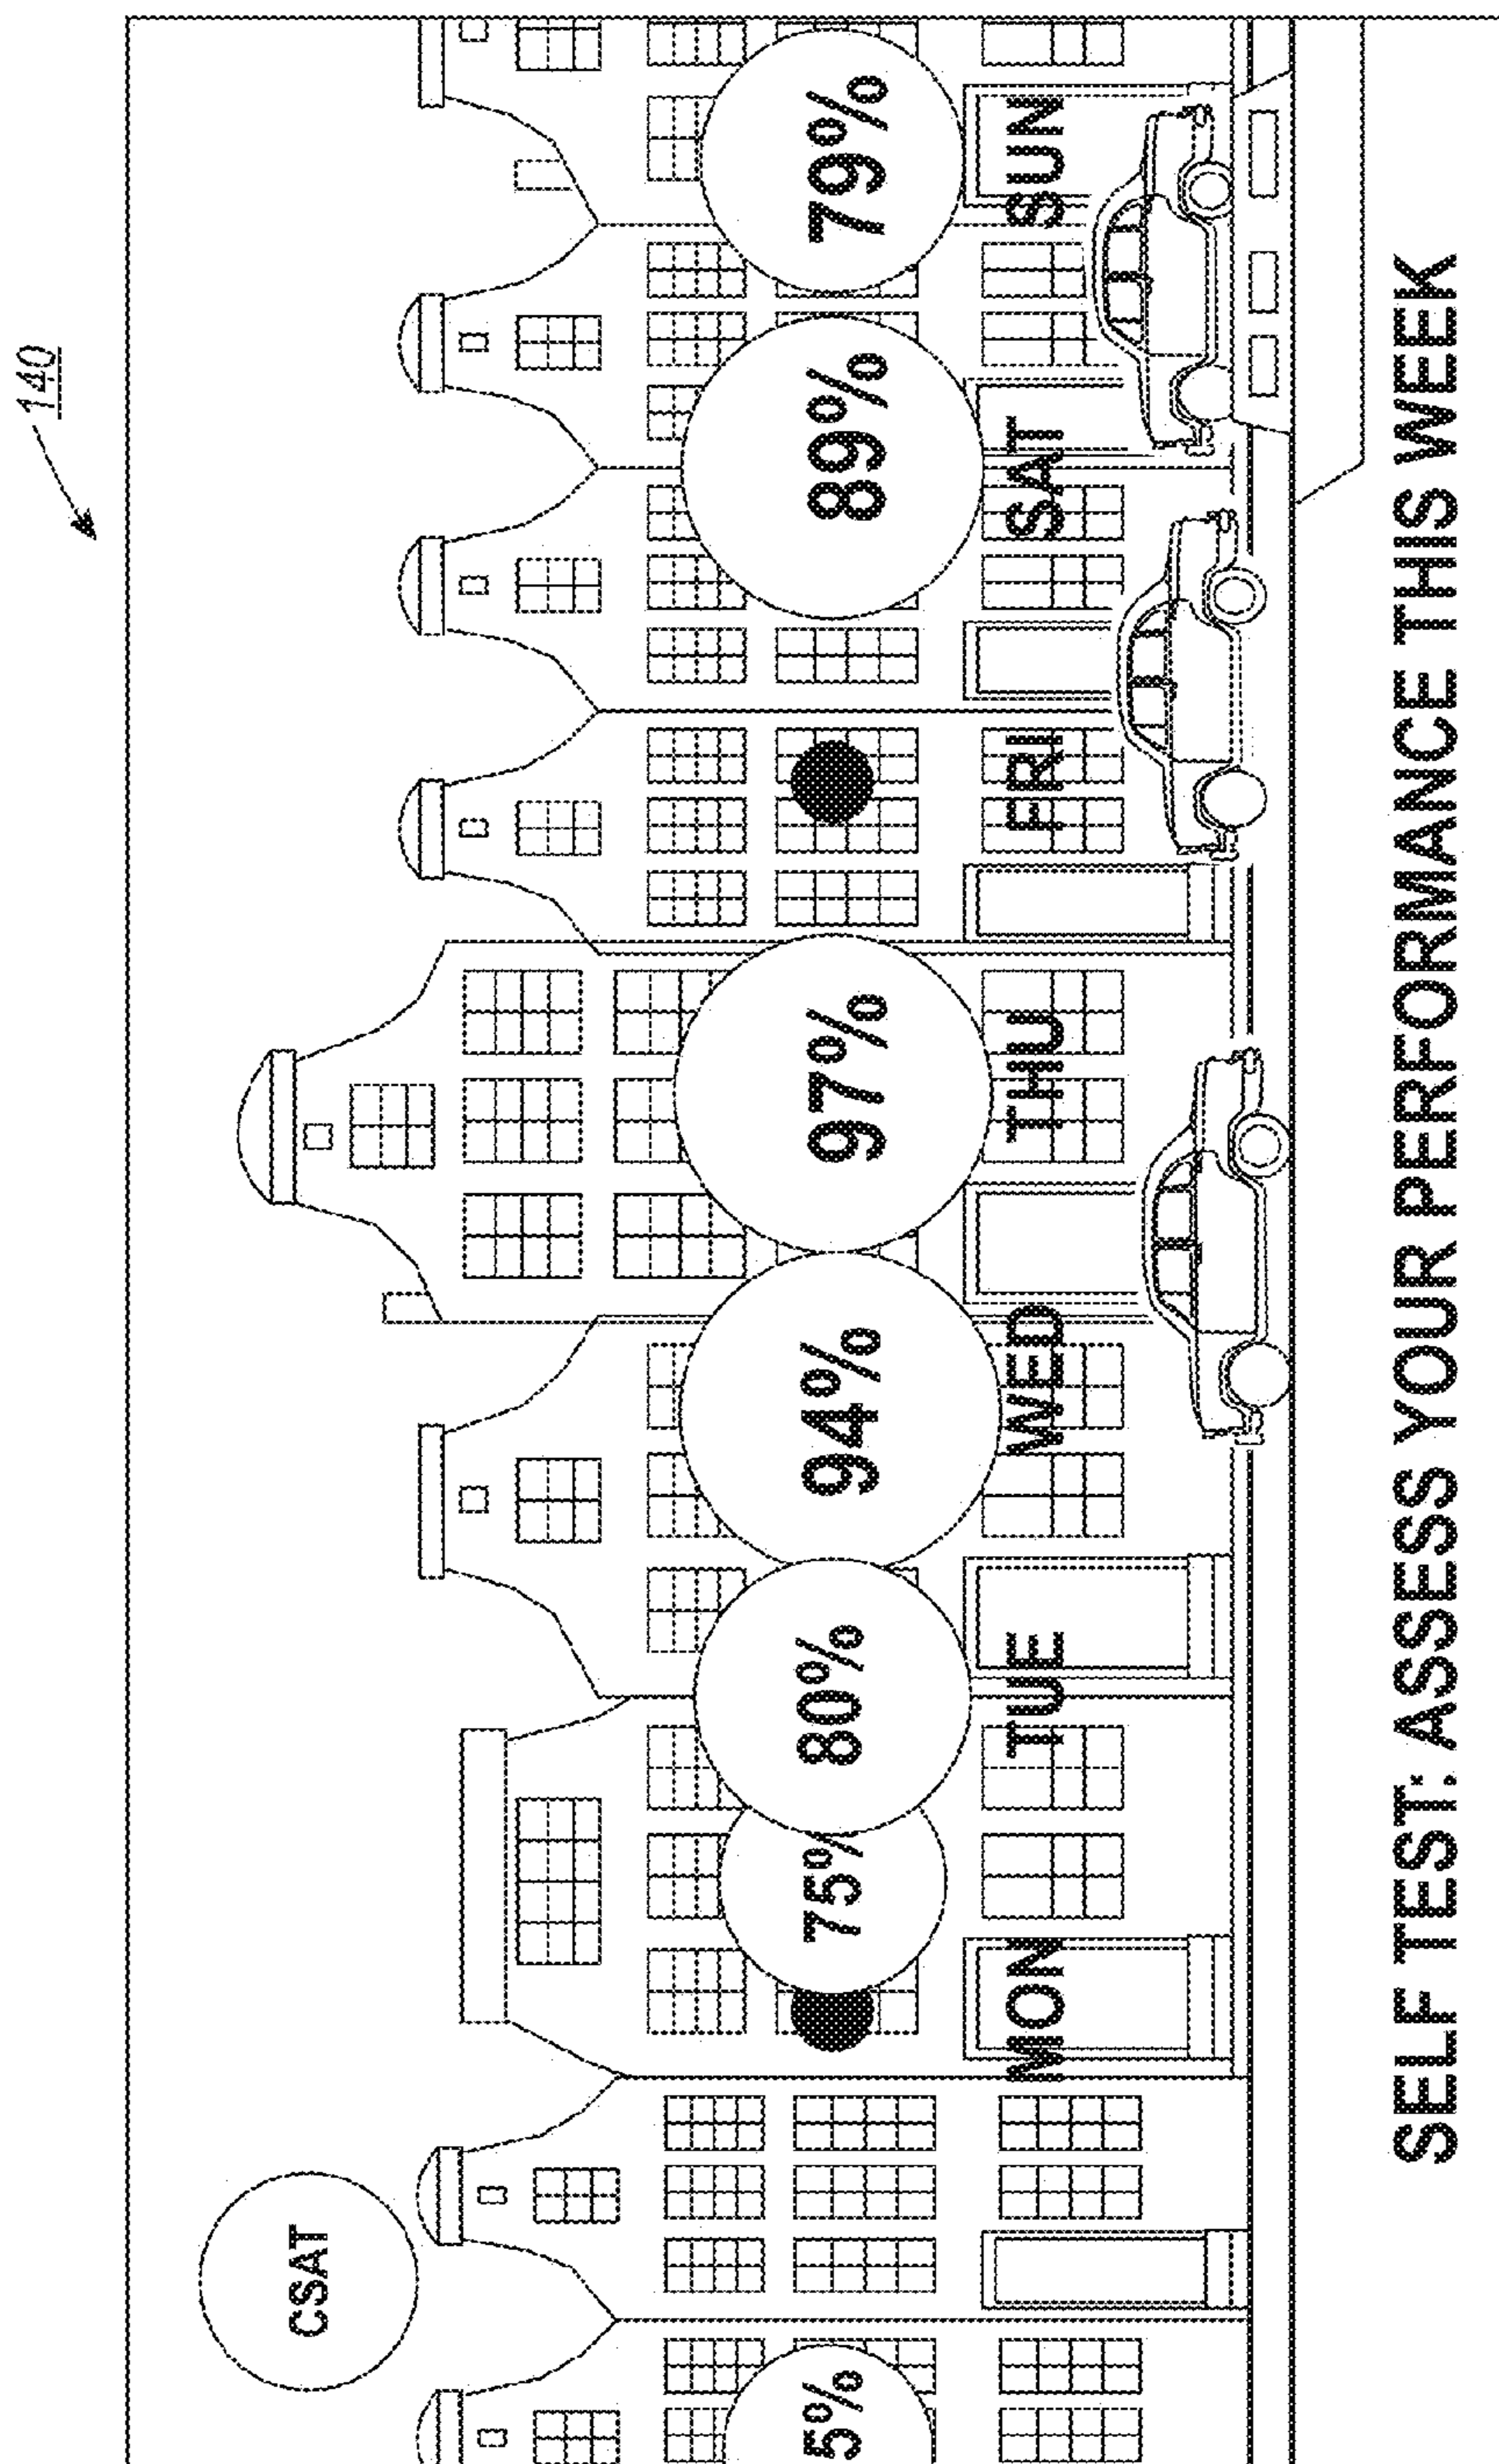 140
CSAT
5%
75%
80%
94%
97%
89%
79%
MON
TUE
WED
THU
FRI
SAT
SUN
SELF TEST: ASSESS YOUR PERFORMANCE THIS WEEK